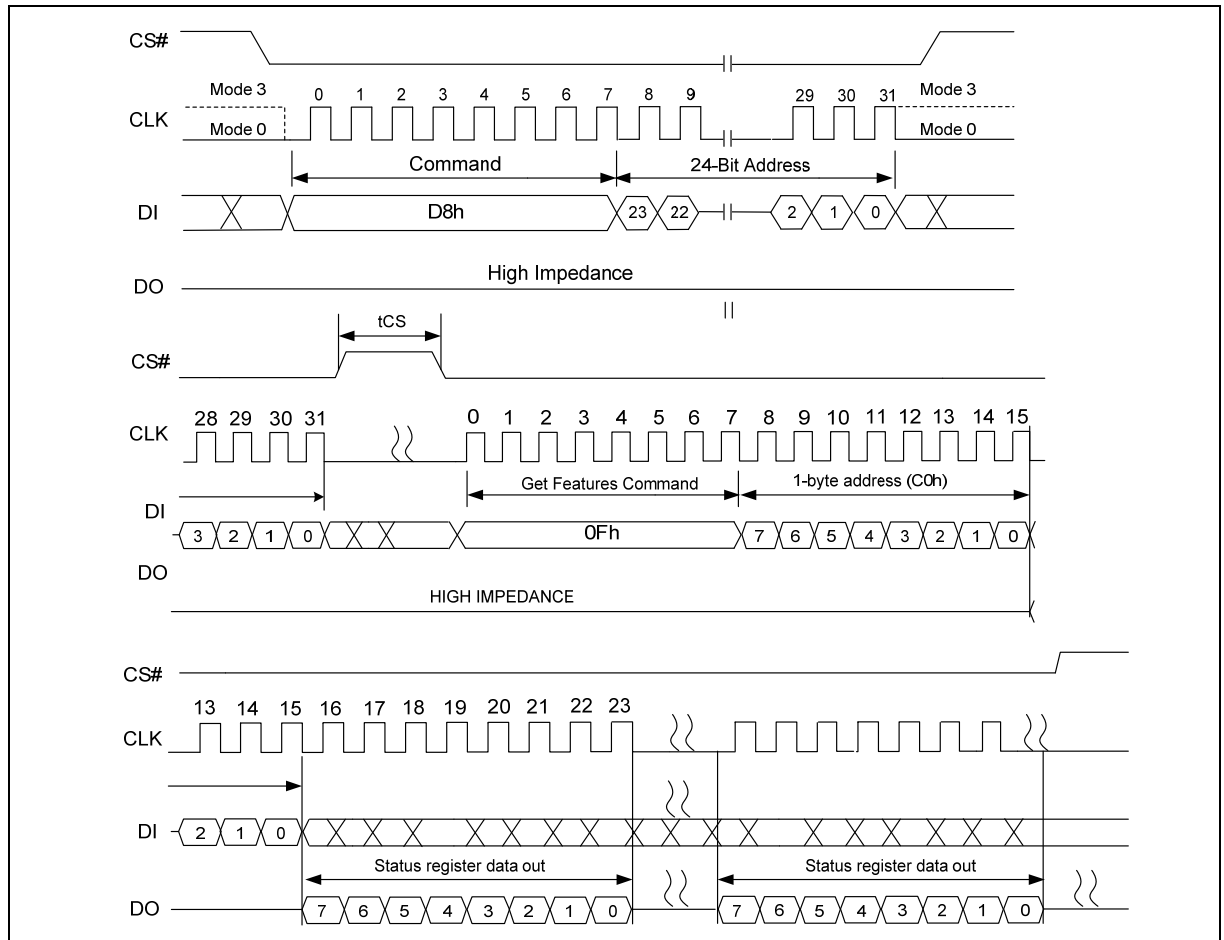 CS#
Mode 3
0 1 2 3 4 5 6 7 8 9 29 30 31
Mode 3
CLK
Mode 0
Mode 0
Command
24-Bit Address
DI
D8h
23 22 2 1 0
High Impedance
DO
tCS
CS#
28 29 30 31 0 1 2 3 4 5 6 7 8 9 10 11 12 13 14 15
CLK
Get Features Command
1-byte address (C0h)
DI
3 2 1 0 0Fh 7 6 5 4 3 2 1 0
DO
HIGH IMPEDANCE
CS#
13 14 15 16 17 18 19 20 21 22 23
CLK
DI
2 1 0
Status register data out
Status register data out
DO
7 6 5 4 3 2 1 0 7 6 5 4 3 2 1 0